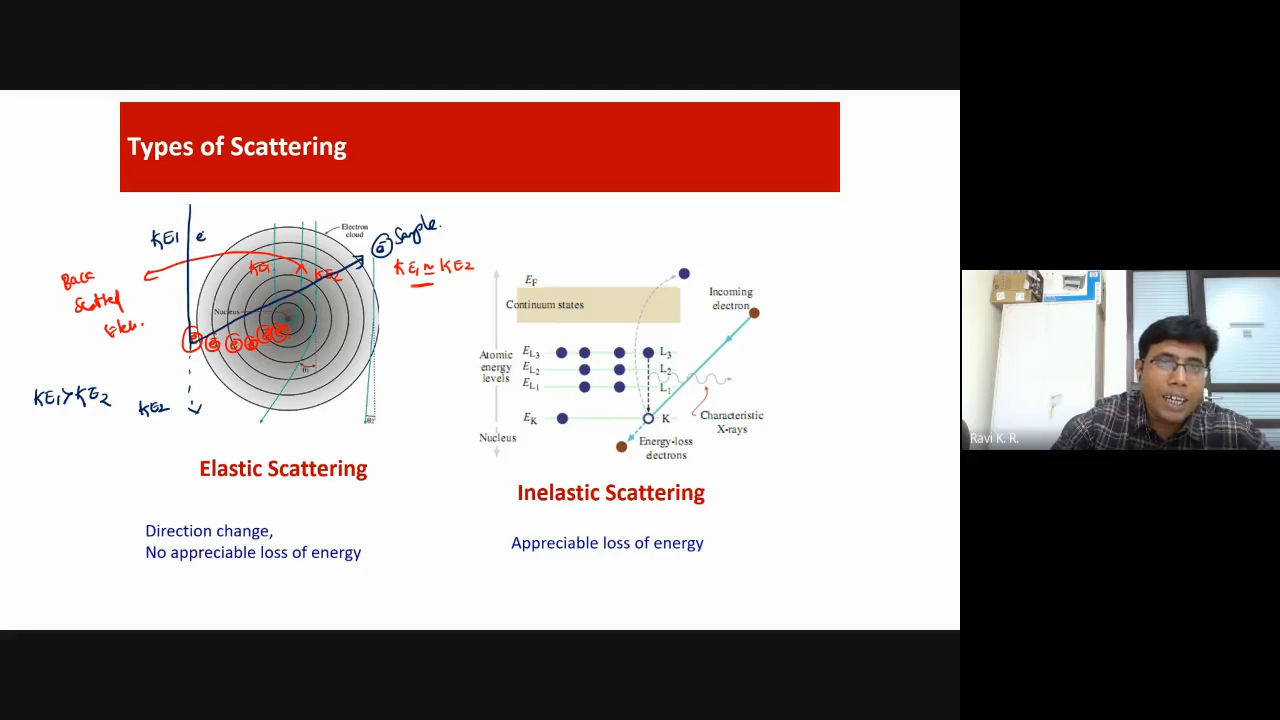 Types of Scattering
KE1 e
Electron
cloud
e Sample.
KE1 KE2
KE1 ≈ KE2
Back
Nucleus
KE1 > KE2
KE2
θ1
θ2
Elastic Scattering
Direction change,
No appreciable loss of energy
EF
Continuum states
Incoming
electron
Atomic
energy
levels
EL3
EL2
EL1
EK
L3
L2
L1
K
Nucleus
Characteristic
X-rays
Energy-loss
electrons
Inelastic Scattering
Appreciable loss of energy
Ravi K. R.